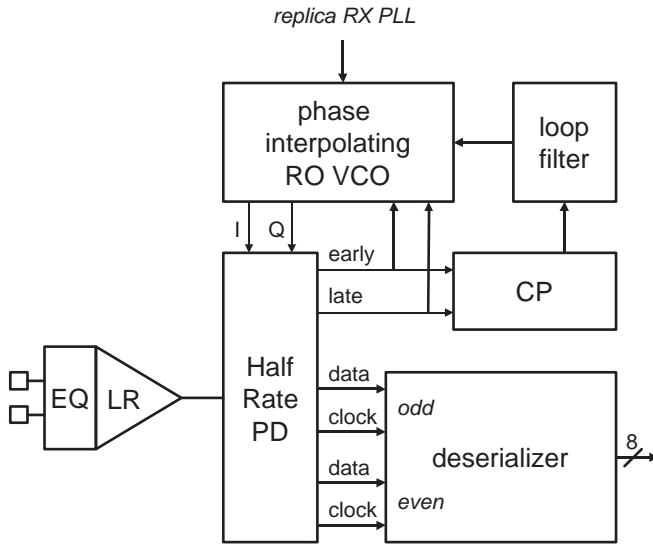 replica RX PLL
phase
interpolating
RO VCO
loop
filter
I
Q
early
late
CP
EQ
LR
Half
Rate
PD
data
clock
data
clock
odd
deserializer
even
8